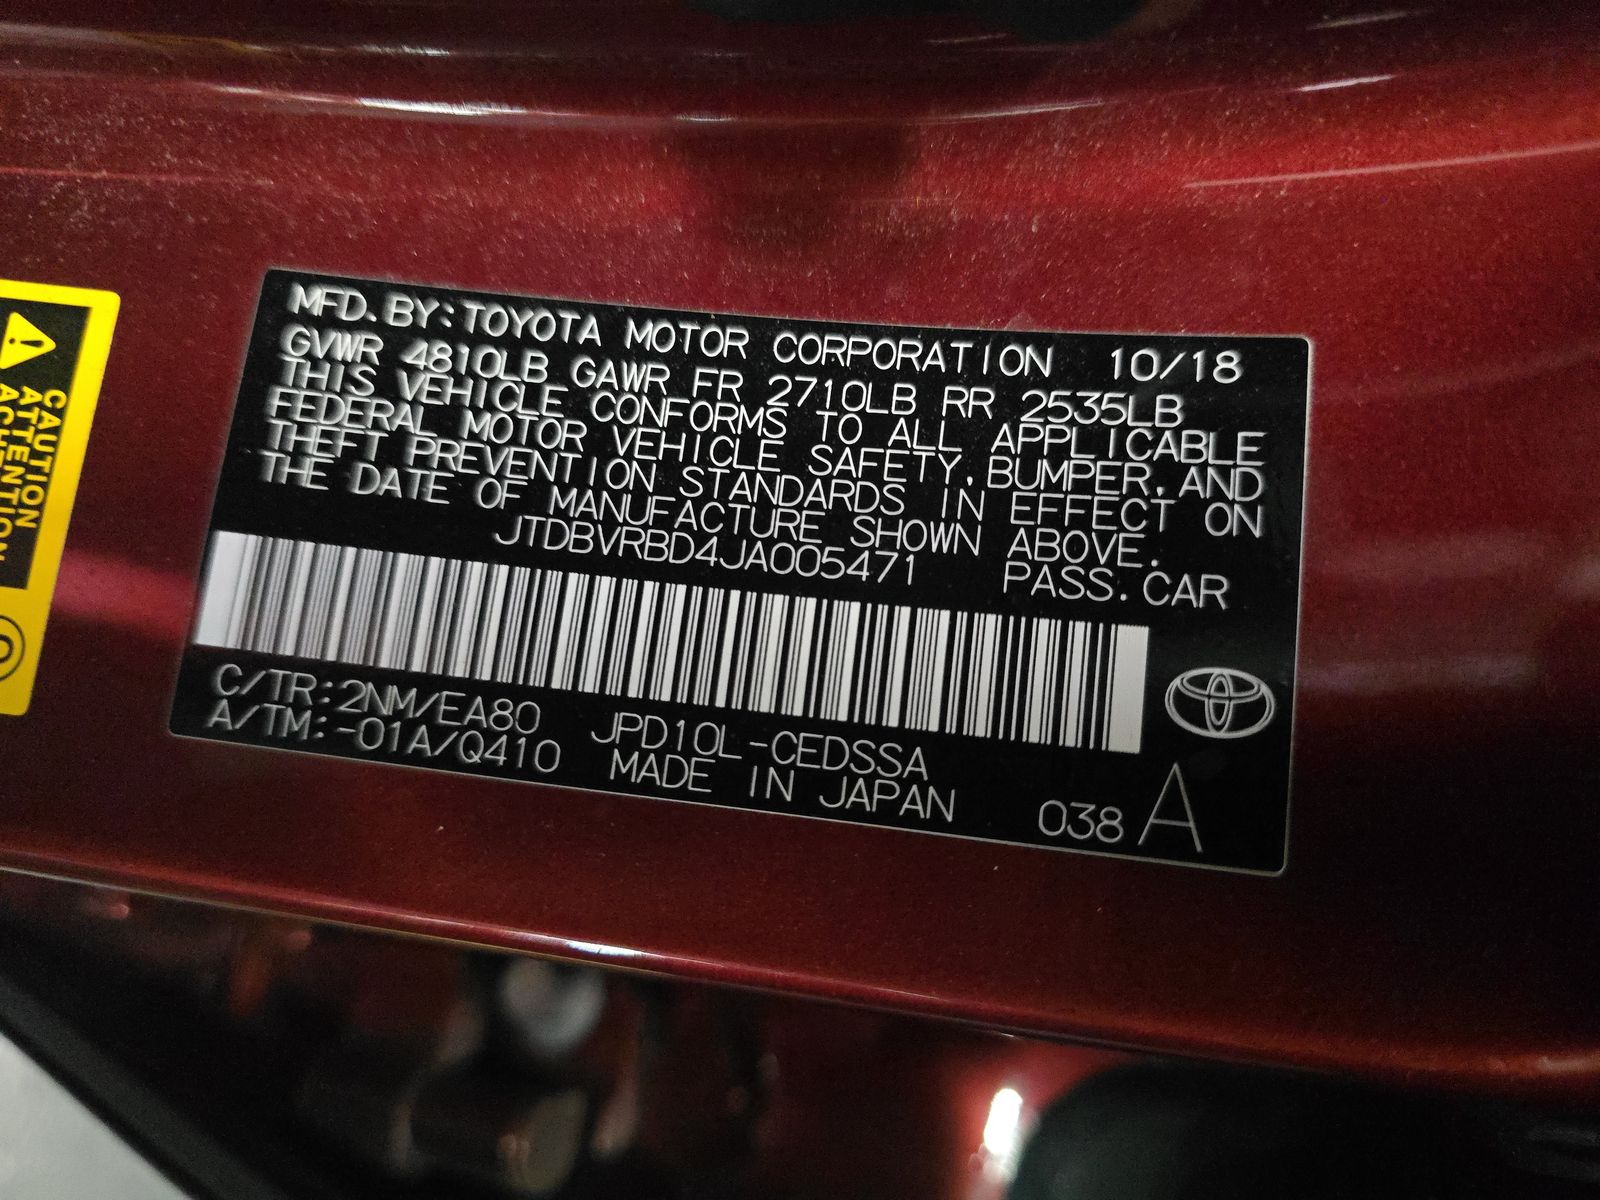 MFD. BY: TOYOTA MOTOR CORPORATION 10/18
GVWR 4810LB GAWR FR 2710LB RR 2535LB
THIS VEHICLE CONFORMS TO ALL APPLICABLE
FEDERAL MOTOR VEHICLE SAFETY, BUMPER, AND
THEFT PREVENTION STANDARDS IN EFFECT ON
THE DATE OF MANUFACTURE SHOWN ABOVE.
JTDBVRBD4JA005471 PASS. CAR
C/TR:2NM/EA80 JPD10L-CEDSSA
A/TM:-01A/Q410 MADE IN JAPAN 038 A
CAUTION
ATTENTION